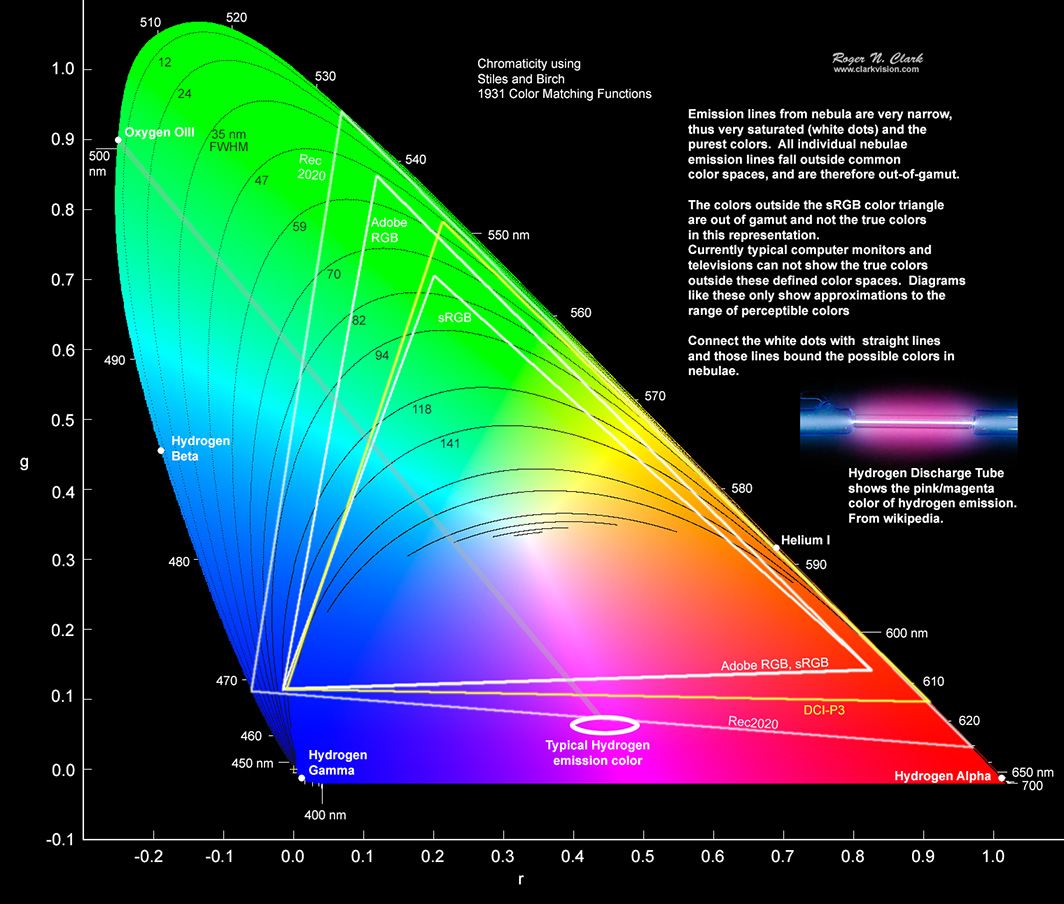 510
520
Chromaticity using
Stiles and Birch
1931 Color Matching Functions
Roger N. Clark
www.clarkvision.com
1.0
12
530
24
Emission lines from nebula are very narrow,
thus very saturated (white dots) and the
purest colors. All individual nebulae
emission lines fall outside common
color spaces, and are therefore out-of-gamut.
0.9
Oxygen OIII
35 nm
FWHM
500
nm
Rec
2020
540
47
0.8
The colors outside the sRGB color triangle
are out of gamut and not the true colors
in this representation.
Currently typical computer monitors and
televisions can not show the true colors
outside these defined color spaces. Diagrams
like these only show approximations to the
range of perceptible colors
59
Adobe
RGB
550 nm
0.7
70
82
sRGB
560
0.6
490
94
Connect the white dots with straight lines
and those lines bound the possible colors in
nebulae.
118
570
0.5
141
Hydrogen
Beta
g
Hydrogen Discharge Tube
shows the pink/magenta
color of hydrogen emission.
From wikipedia.
0.4
580
0.3
480
Helium I
590
0.2
600 nm
470
Adobe RGB, sRGB
610
0.1
DCI-P3
Rec2020
620
460
Typical Hydrogen
emission color
450 nm
Hydrogen
Gamma
0.0
Hydrogen Alpha
650 nm
700
400 nm
-0.1
-0.2
-0.1
0.0
0.1
0.2
0.3
0.4
0.5
0.6
0.7
0.8
0.9
1.0
r